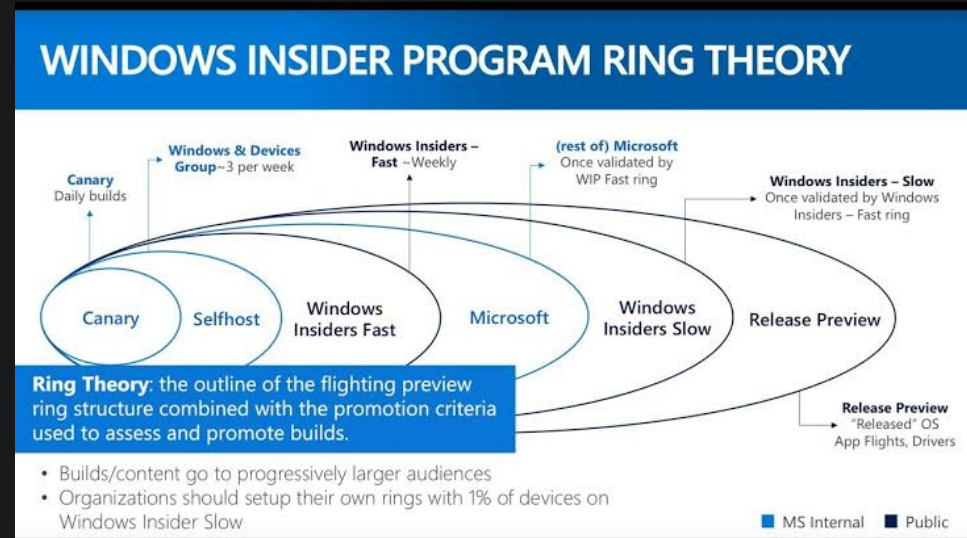 WINDOWS INSIDER PROGRAM RING THEORY
Canary
Daily builds
Windows & Devices
Group~3 per week
Windows Insiders –
Fast ~Weekly
(rest of) Microsoft
Once validated by
WIP Fast ring
Windows Insiders – Slow
Once validated by Windows
Insiders – Fast ring
Canary
Selfhost
Windows
Insiders Fast
Microsoft
Windows
Insiders Slow
Release Preview
Ring Theory: the outline of the flighting preview
ring structure combined with the promotion criteria
used to assess and promote builds.
Release Preview
"Released" OS
App Flights, Drivers
• Builds/content go to progressively larger audiences
• Organizations should setup their own rings with 1% of devices on
Windows Insider Slow
MS Internal
Public